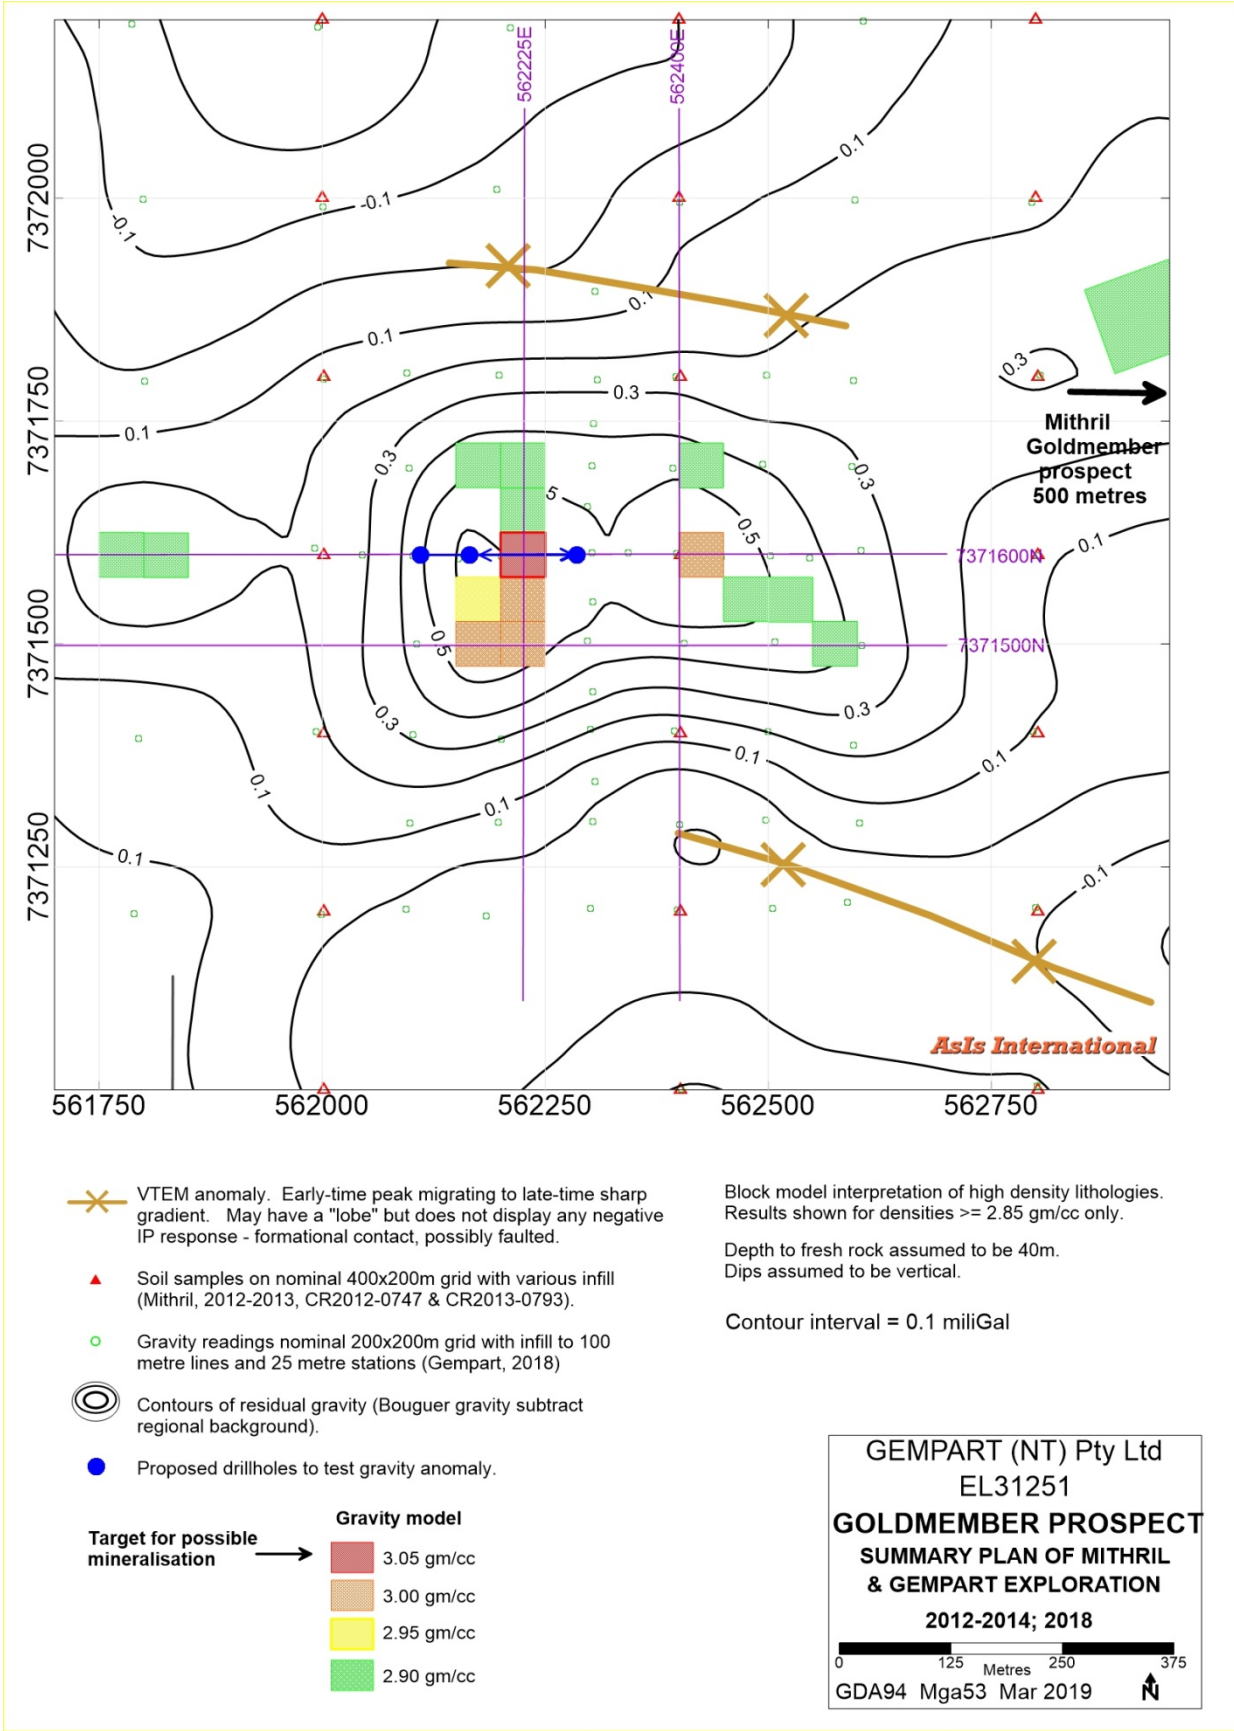 562225E
562400E
0.1
-0.1
-0.1
0.1
0.1
0.3
0.1
0.3
0.3
0.3
5
0.5
0.5
0.1
0.3
0.3
0.1
0.1
0.1
0.1
0.1
-0.1
7372000
7371750
7371500
7371250
Mithril
Goldmember
prospect
500 metres
7371600N
7371500N
AsIs International
561750
562000
562250
562500
562750
VTEM anomaly. Early-time peak migrating to late-time sharp
gradient. May have a "lobe" but does not display any negative
IP response - formational contact, possibly faulted.
Soil samples on nominal 400x200m grid with various infill
(Mithril, 2012-2013, CR2012-0747 & CR2013-0793).
Gravity readings nominal 200x200m grid with infill to 100
metre lines and 25 metre stations (Gempart, 2018)
Contours of residual gravity (Bouguer gravity subtract
regional background).
Proposed drillholes to test gravity anomaly.
Gravity model
Target for possible
mineralisation
3.05 gm/cc
3.00 gm/cc
2.95 gm/cc
2.90 gm/cc
Block model interpretation of high density lithologies.
Results shown for densities >= 2.85 gm/cc only.
Depth to fresh rock assumed to be 40m.
Dips assumed to be vertical.
Contour interval = 0.1 miliGal
GEMPART (NT) Pty Ltd
EL31251
GOLDMEMBER PROSPECT
SUMMARY PLAN OF MITHRIL
& GEMPART EXPLORATION
2012-2014; 2018
0 125 250 375
Metres
GDA94 Mga53 Mar 2019
N